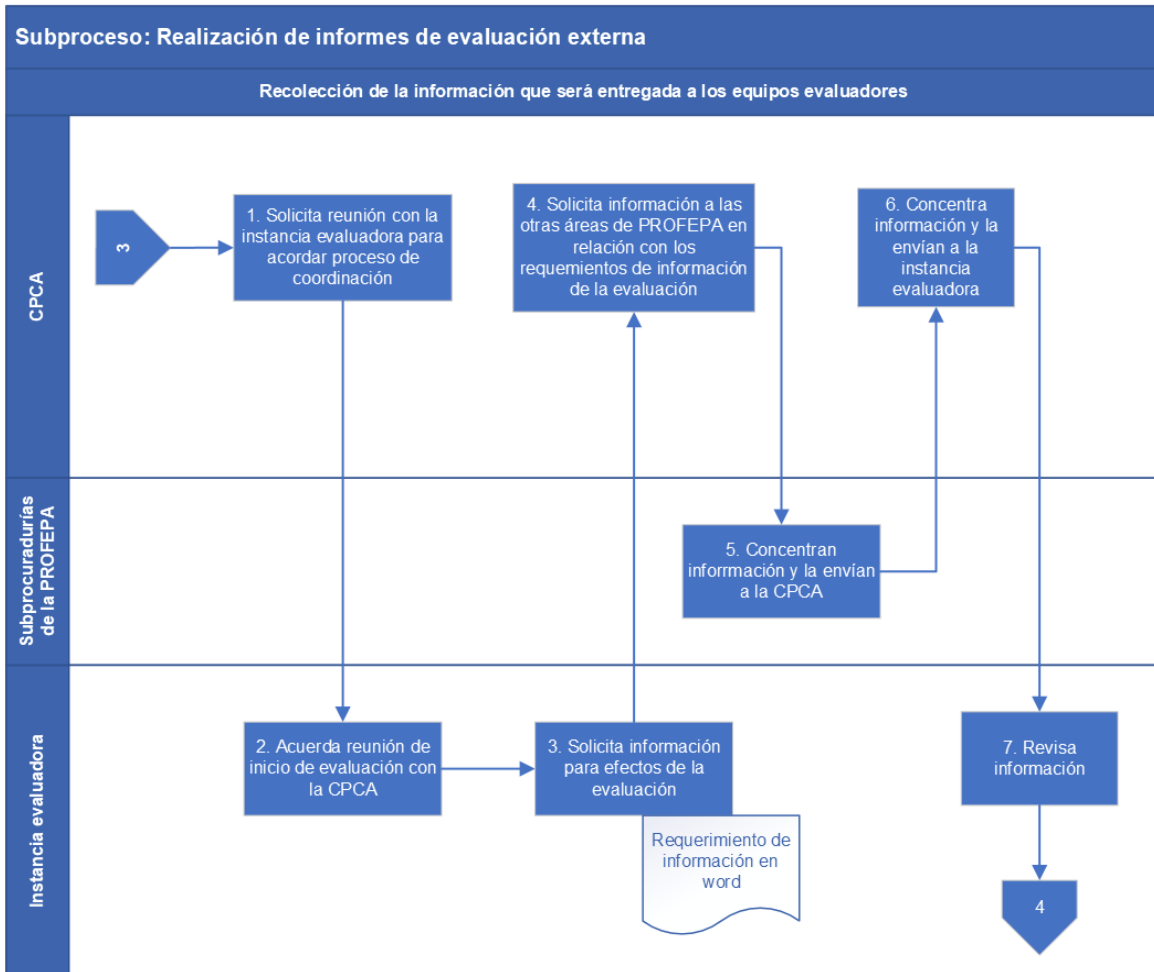 Subproceso: Realización de informes de evaluación externa
Recolección de la información que será entregada a los equipos evaluadores
CPCA
3
1. Solicita reunión con la
instancia evaluadora para
acordar proceso de
coordinación
4. Solicita información a las
otras áreas de PROFEPA en
relación con los
requemientos de información
de la evaluación
6. Concentra
información y la
envían a la
instancia
evaluadora
Subprocuradurías
de la PROFEPA
5. Concentran
inforrmación y la envían
a la CPCA
Instancia evaluadora
2. Acuerda reunión de
inicio de evaluación con
la CPCA
3. Solicita información
para efectos de la
evaluación
Requerimiento de
información en
word
7. Revisa
información
4